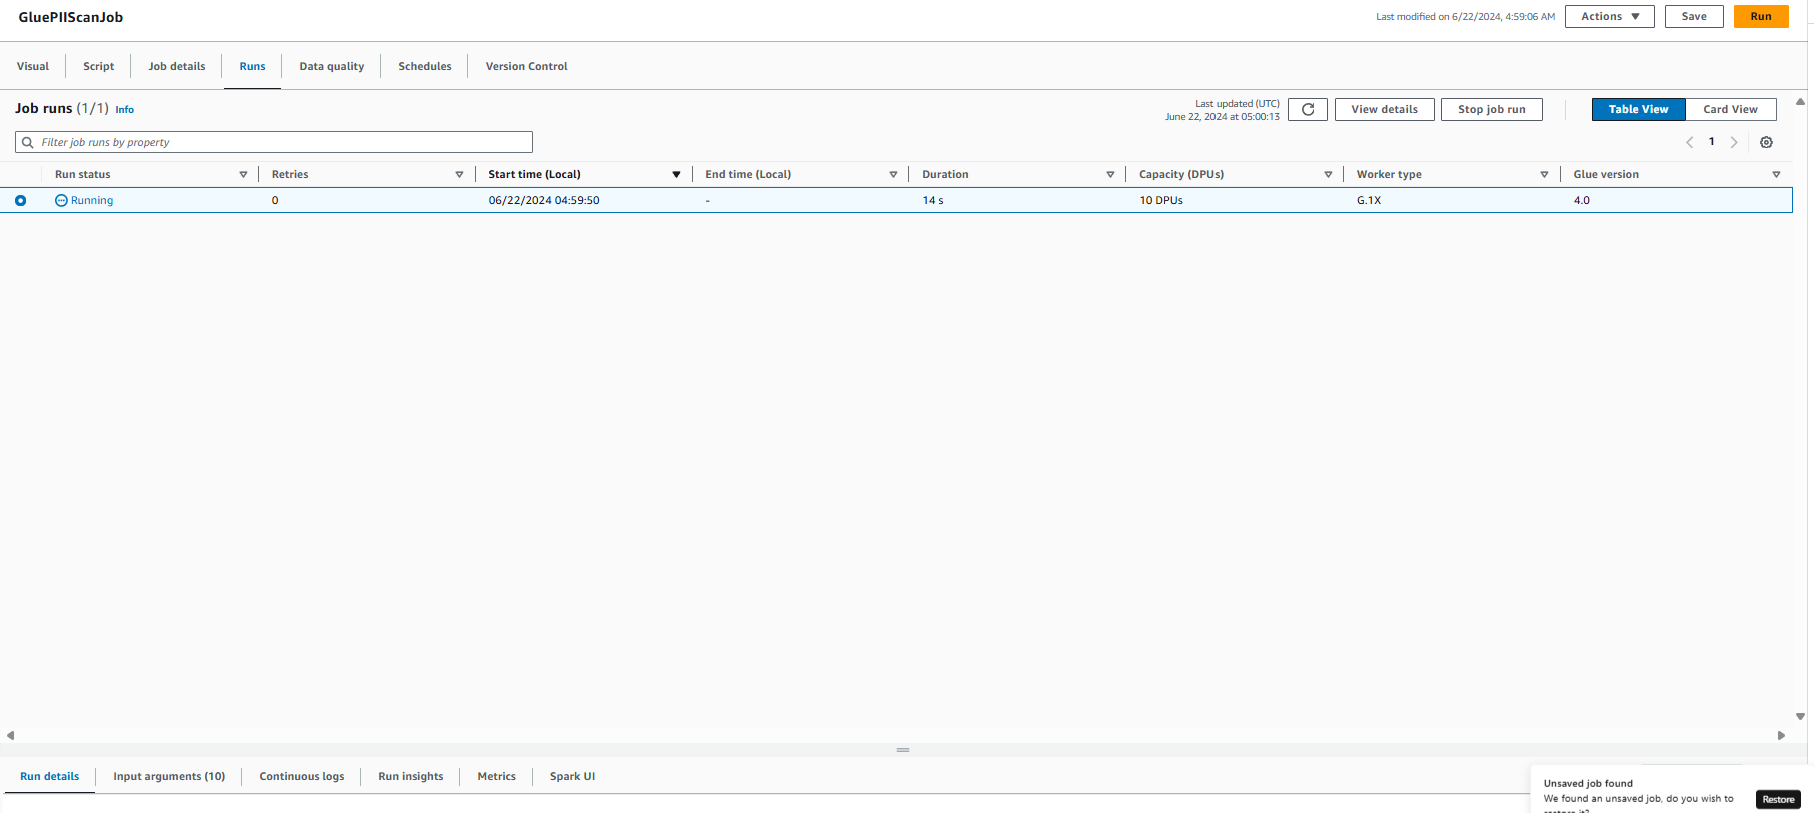 GluePIIScanJob
Last modified on 6/22/2024, 4:59:06 AM
Actions
Save
Run
Visual
Script
Job details
Runs
Data quality
Schedules
Version Control
Job runs (1/1) Info
Last updated (UTC)
June 22, 2024 at 05:00:13
View details
Stop job run
Table View
Card View
Filter job runs by property
1
Run status
Retries
Start time (Local)
End time (Local)
Duration
Capacity (DPUs)
Worker type
Glue version
Running
0
06/22/2024 04:59:50
-
14 s
10 DPUs
G.1X
4.0
Run details
Input arguments (10)
Continuous logs
Run insights
Metrics
Spark UI
Unsaved job found
We found an unsaved job, do you wish to
restore it?
Restore